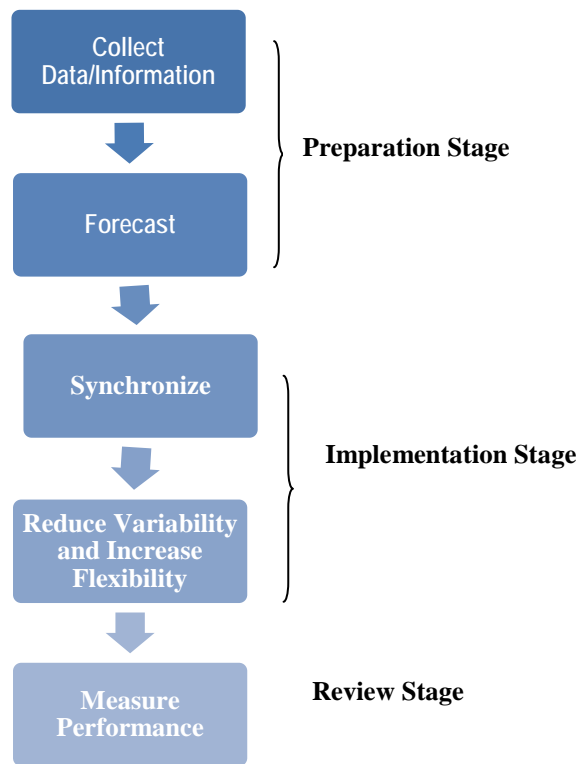 Collect
Data/Information
Preparation Stage
Forecast
Synchronize
Implementation Stage
Reduce Variability
and Increase
Flexibility
Measure
Performance
Review Stage